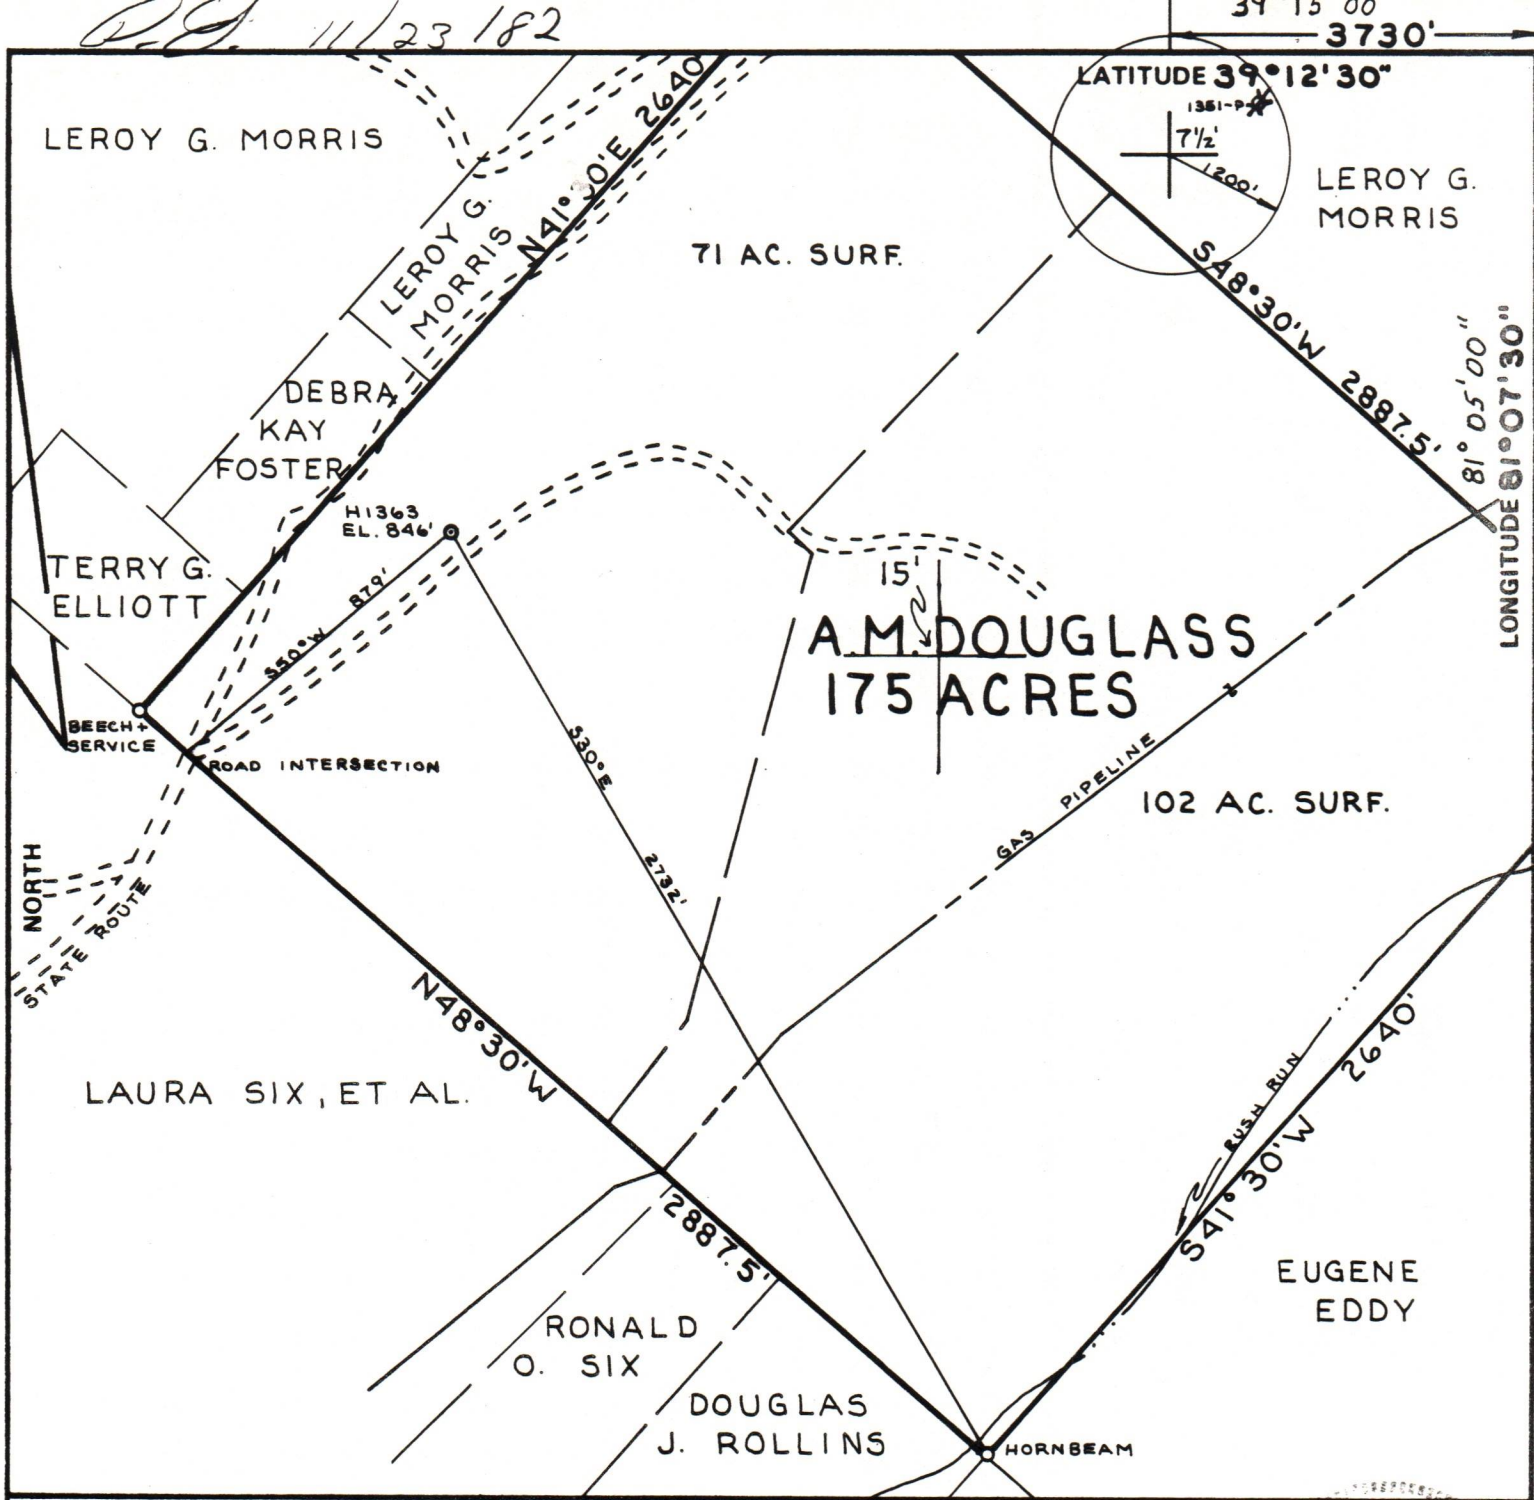 11/23/82
39 15 00
3730'
LATITUDE 39°12'30"
1351-P
7½'
1200'
LEROY G. MORRIS
N41°30'E 2640'
LEROY G.
MORRIS
71 AC. SURF.
LEROY G.
MORRIS
S48°30'W 2887.5'
81° 05' 00"
LONGITUDE 81°07'30"
DEBRA
KAY
FOSTER
H1363
EL. 846'
TERRY G.
ELLIOTT
S50°W 879'
15'
A.M. DOUGLASS
175 ACRES
BEECH+
SERVICE
ROAD INTERSECTION
S30°E 2732'
GAS PIPELINE
102 AC. SURF.
NORTH
STATE ROUTE
N48°30'W 2887.5'
LAURA SIX, ET AL.
RUSH RUN
S41°30'W 2640'
EUGENE
EDDY
RONALD
O. SIX
DOUGLAS
J. ROLLINS
HORNBEAM